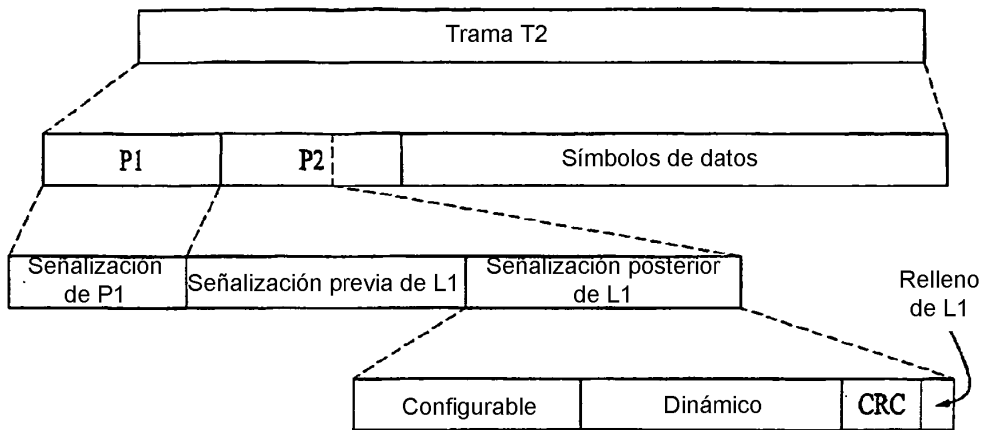 Trama T2
P1
P2
Símbolos de datos
Señalización
de P1
Señalización previa de L1
Señalización posterior
de L1
Relleno
de L1
Configurable
Dinámico
CRC